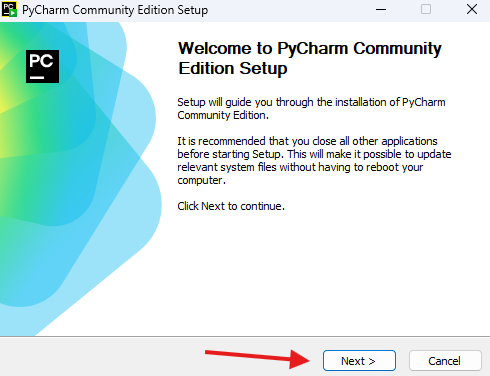 PyCharm Community Edition Setup
PC
Welcome to PyCharm Community
Edition Setup
Setup will guide you through the installation of PyCharm
Community Edition.
It is recommended that you close all other applications
before starting Setup. This will make it possible to update
relevant system files without having to reboot your
computer.
Click Next to continue.
Next >
Cancel